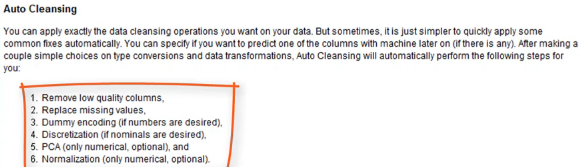 Auto Cleansing
You can apply exactly the data cleansing operations you want on your data. But sometimes, it is just simpler to quickly apply some
common fixes automatically. You can specify if you want to predict one of the columns with machine later on (if there is any). After making a
couple simple choices on type conversions and data transformations, Auto Cleansing will automatically perform the following steps for
you:
1. Remove low quality columns,
2. Replace missing values,
3. Dummy encoding (if numbers are desired),
4. Discretization (if nominals are desired),
5. PCA (only numerical, optional), and
6. Normalization (only numerical, optional).